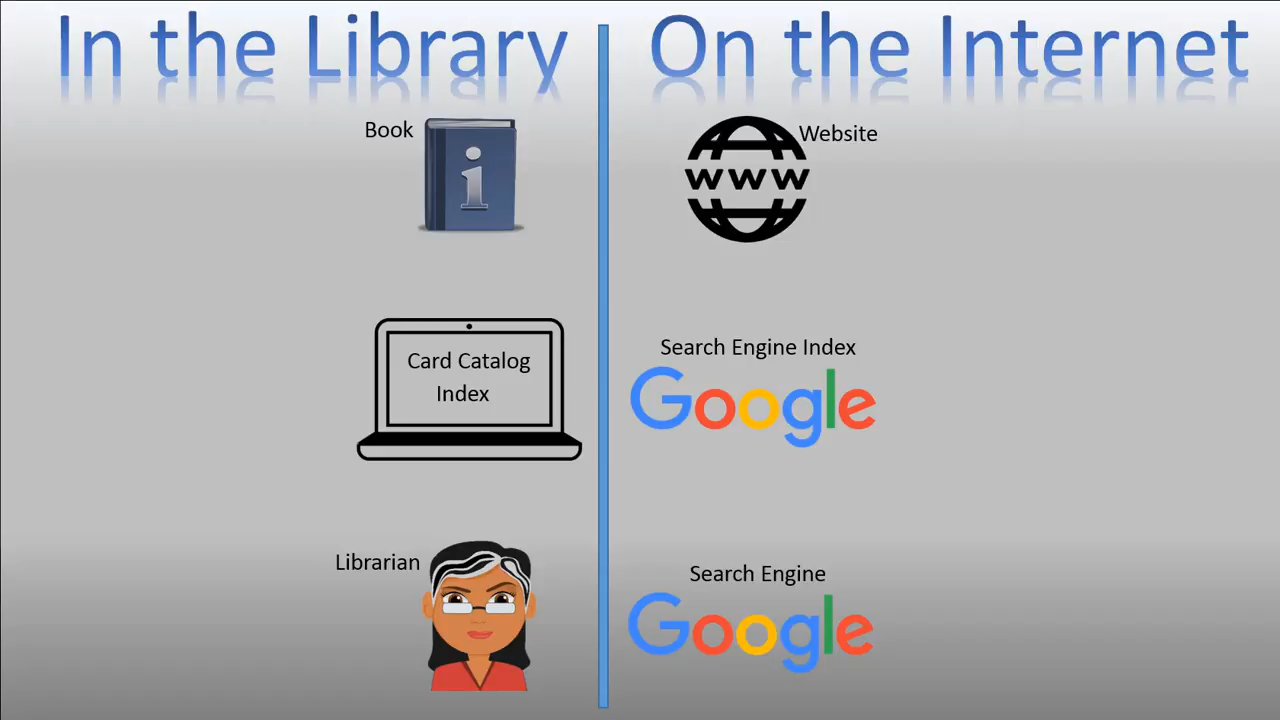 In the Library
On the Internet
Book
i
Website
www
Card Catalog
Index
Search Engine Index
Google
Librarian
Search Engine
Google